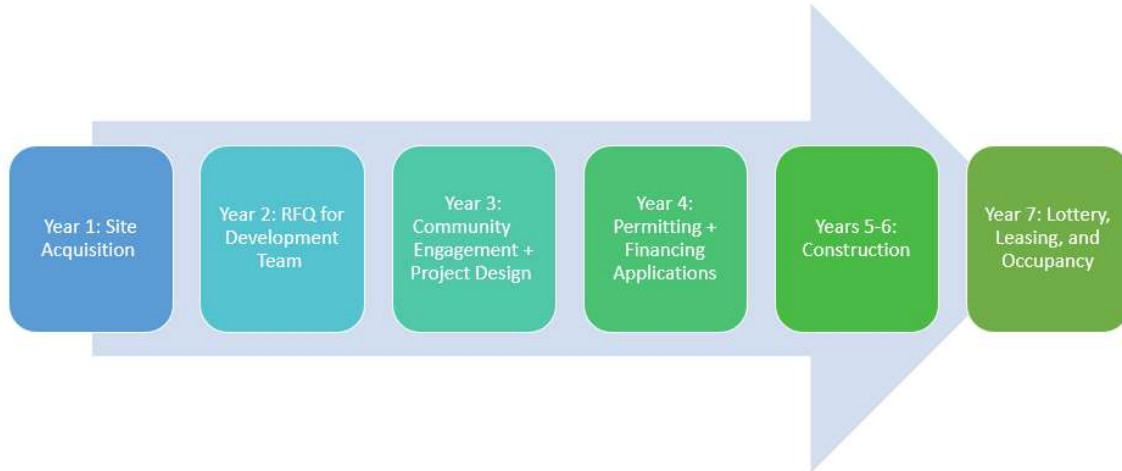 Year 1: Site
Acquisition
Year 2: RFQ for
Development
Team
Year 3:
Community
Engagement +
Project Design
Year 4:
Permitting +
Financing
Applications
Years 5-6:
Construction
Year 7: Lottery,
Leasing, and
Occupancy